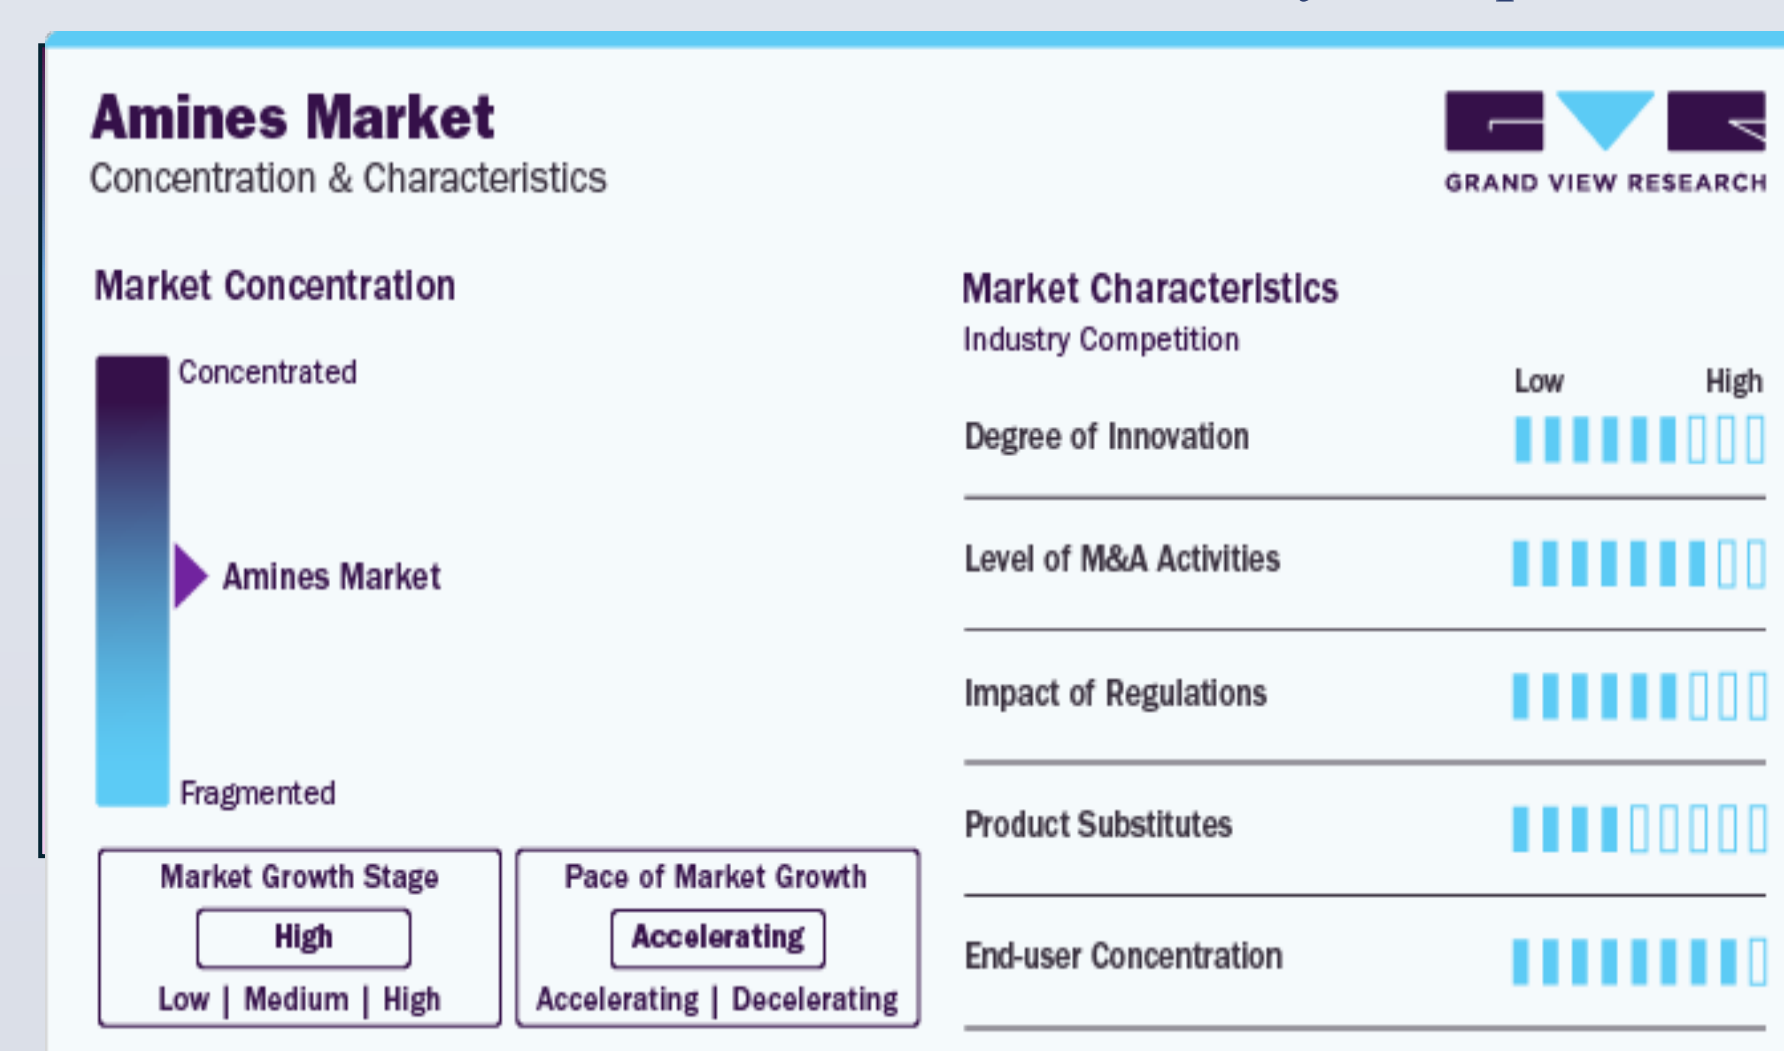 Amines Market
Concentration & Characteristics
GRAND VIEW RESEARCH
Market Concentration
Concentrated
Amines Market
Fragmented
Market Growth Stage
High
Low | Medium | High
Pace of Market Growth
Accelerating
Accelerating | Decelerating
Market Characteristics
Industry Competition
Low High
Degree of Innovation
Level of M&A Activities
Impact of Regulations
Product Substitutes
End-user Concentration